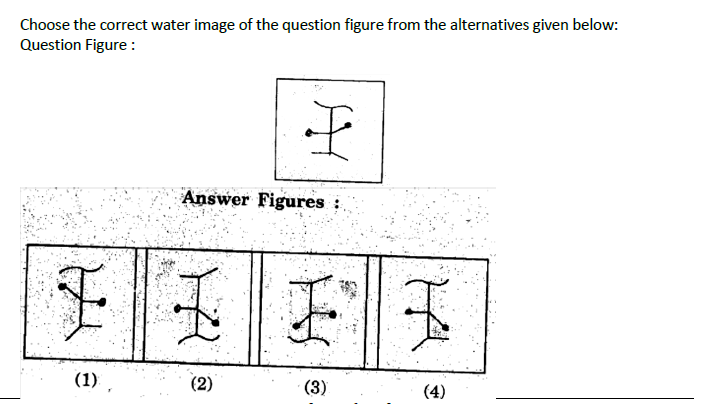 Choose the correct water image of the question figure from the alternatives given below:
Question Figure :
Answer Figures :
(1)
(2)
(3)
(4)